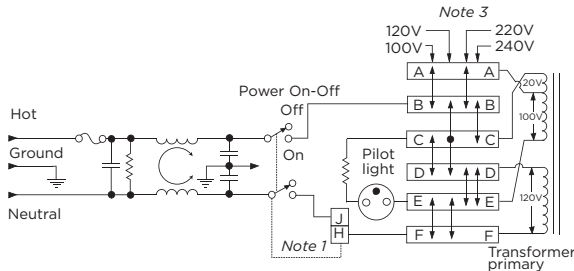 Note 3
120V 220V
100V 240V
A A
20V
Power On-Off
Off
B B
100V
Hot
C C
On
Pilot
light
Ground
D D
120V
E E
Neutral
J
Note 1
H
F F
Transformer
primary